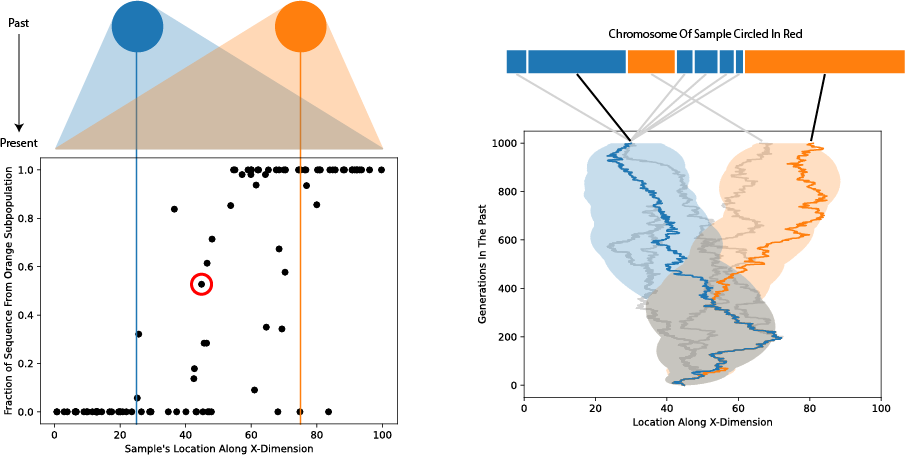 Past
Present
Fraction of Sequence From Orange Subpopulation
1.0
0.8
0.6
0.4
0.2
0.0
0 20 40 60 80 100
Sample's Location Along X-Dimension
Chromosome Of Sample Circled In Red
Generations In The Past
1000
800
600
400
200
0
0 20 40 60 80 100
Location Along X-Dimension